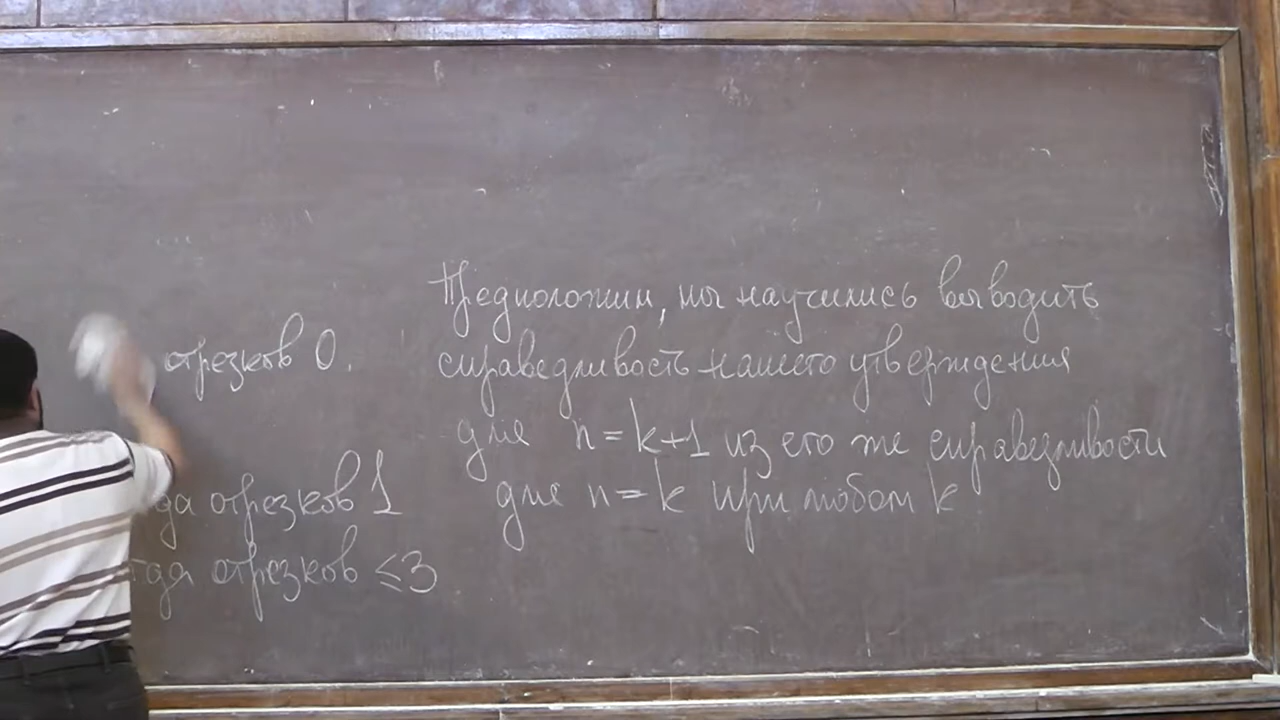 отрезков 0.
да отрезков 1
гда отрезков ≤3
Предположим, мы научились выводить
справедливость нашего утверждения
для n=k+1 из его же справедливости
для n=k при любом k